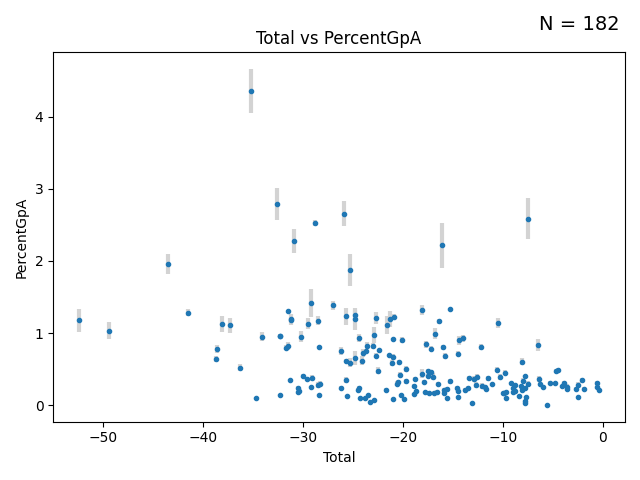 N = 182
Total vs PercentGpA
PercentGpA
4
3
2
1
0
−50
−40
−30
−20
−10
0
Total